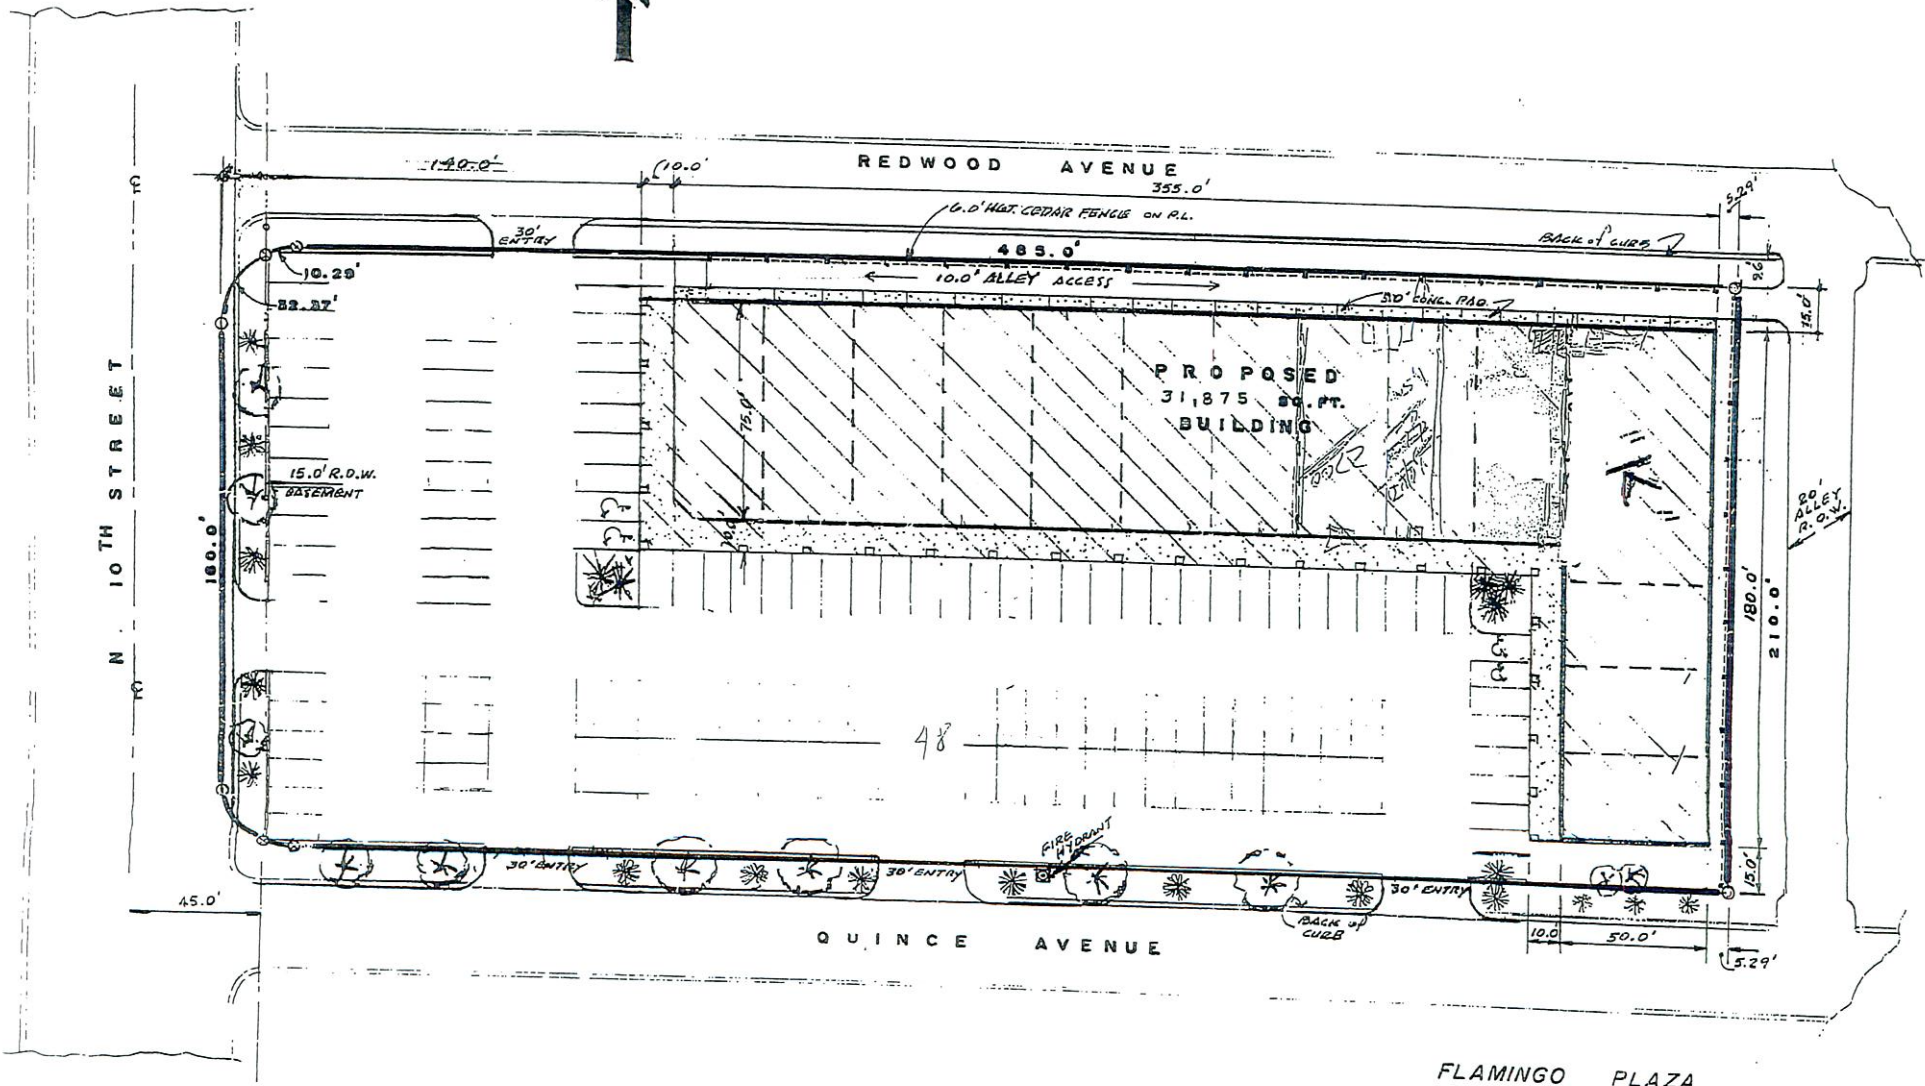 140.0'
10.0'
REDWOOD AVENUE
355.0'
5.29'
6.0' HGT. CEDAR FENCE ON P.L.
30'
ENTRY
485.0'
BACK of CURB
10.29'
10.0' ALLEY ACCESS
5.0' CONC. PAD.
26'
15.0'
32.37'
PROPOSED
31,875 SQ. FT.
BUILDING
75.0'
N. 10TH STREET
15.0' R.O.W.
EASEMENT
20'
ALLEY
R.O.W.
160.0'
10.0'
180.0'
210.0'
48
FIRE
HYDRANT
30' ENTRY
30' ENTRY
30' ENTRY
15.0'
45.0'
BACK of
CURB
QUINCE AVENUE
10.0
50.0'
5.29'
FLAMINGO PLAZA